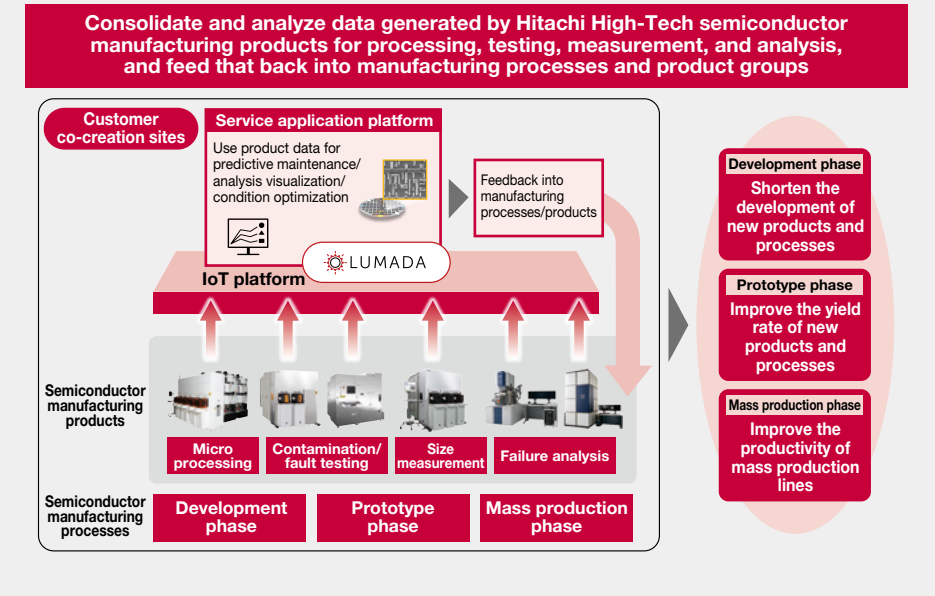 Consolidate and analyze data generated by Hitachi High-Tech semiconductor
manufacturing products for processing, testing, measurement, and analysis,
and feed that back into manufacturing processes and product groups
Customer
co-creation sites
Service application platform
Use product data for
predictive maintenance/
analysis visualization/
condition optimization
Feedback into
manufacturing
processes/products
LUMADA
IoT platform
Semiconductor
manufacturing
products
Micro
processing
Contamination/
fault testing
Size
measurement
Failure analysis
Semiconductor
manufacturing
processes
Development
phase
Prototype
phase
Mass production
phase
Development phase
Shorten the
development of
new products and
processes
Prototype phase
Improve the yield
rate of new
products and
processes
Mass production phase
Improve the
productivity of
mass production
lines